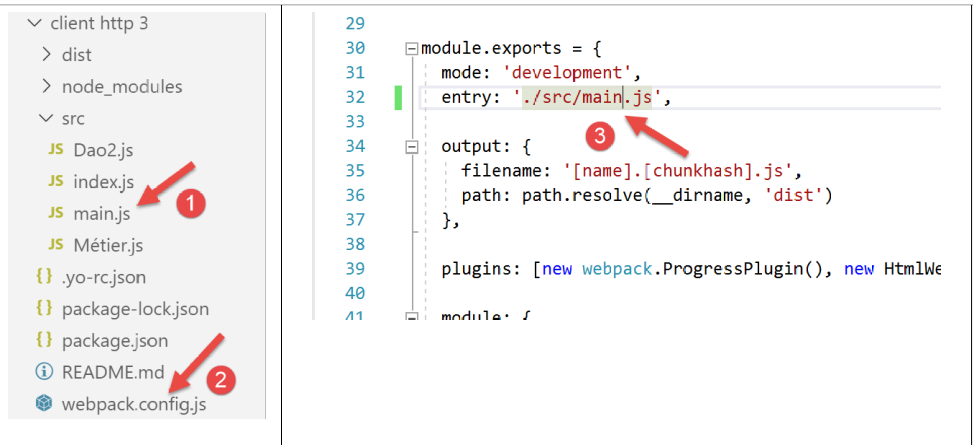 client http 3
dist
node_modules
src
JS Dao2.js
JS index.js
JS main.js
1
JS Métier.js
{} .yo-rc.json
{} package-lock.json
{} package.json
README.md
2
webpack.config.js
29
30 module.exports = {
31 mode: 'development',
32 entry: './src/main.js',
33
3
34 output: {
35 filename: '[name].[chunkhash].js',
36 path: path.resolve(__dirname, 'dist')
37 },
38
39 plugins: [new webpack.ProgressPlugin(), new HtmlWe
40
41 module: {